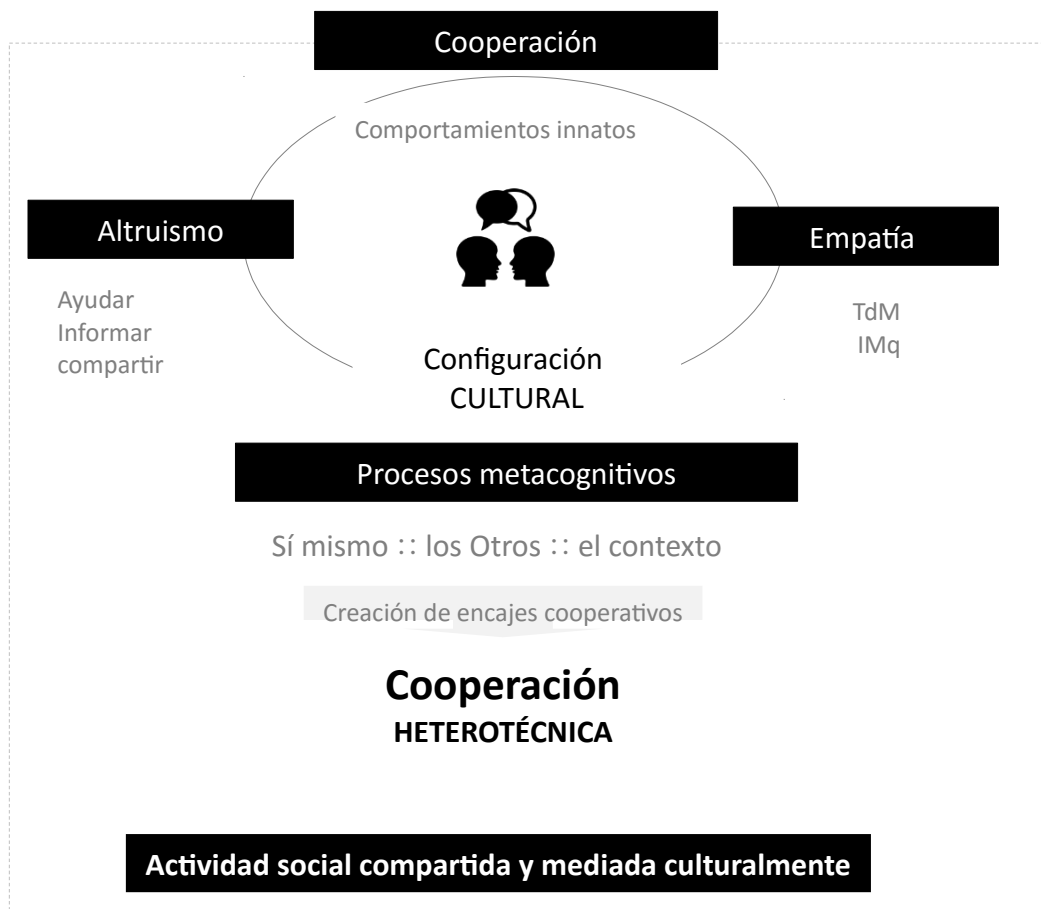 Cooperación
Comportamientos innatos
Altruismo
Empatía
Ayudar
Informar
compartir
TdM
IMq
Configuración
CULTURAL
Procesos metacognitivos
Sí mismo :: los Otros :: el contexto
Creación de encajes cooperativos
Cooperación
HETEROTÉCNICA
Actividad social compartida y mediada culturalmente